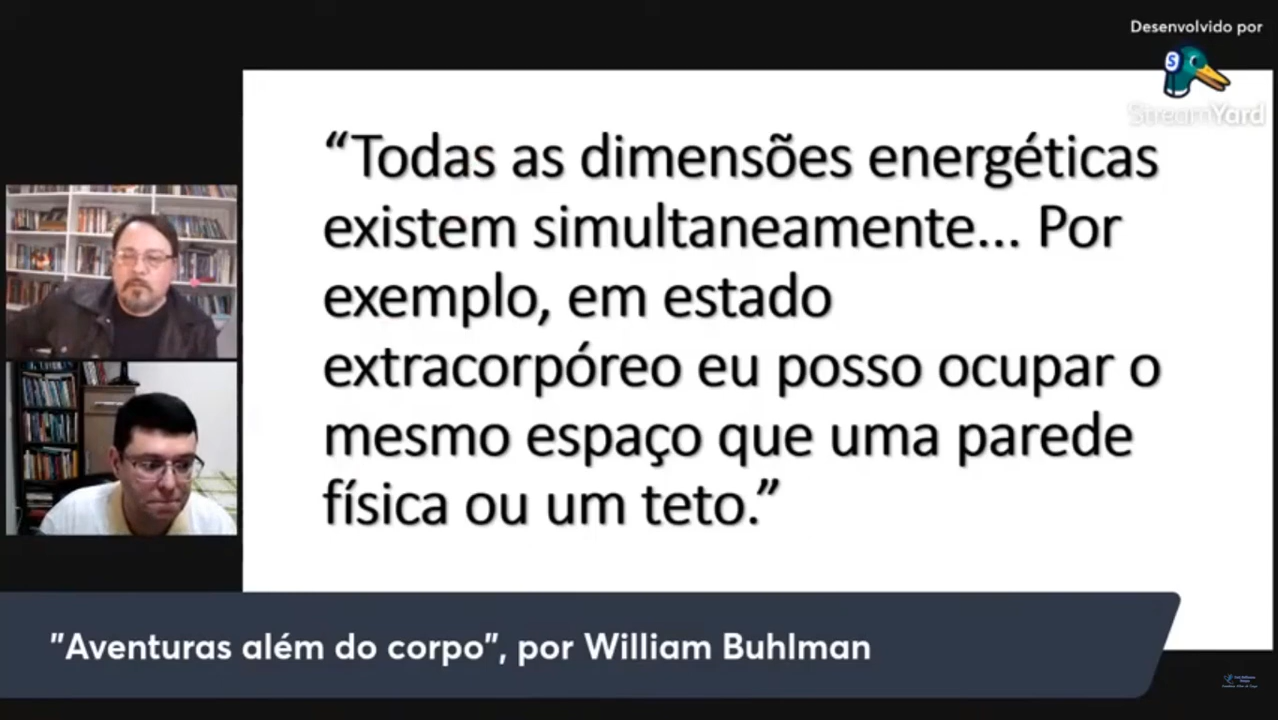 Desenvolvido por
StreamYard
“Todas as dimensões energéticas
existem simultaneamente... Por
exemplo, em estado
extracorpóreo eu posso ocupar o
mesmo espaço que uma parede
física ou um teto.”
"Aventuras além do corpo", por William Buhlman